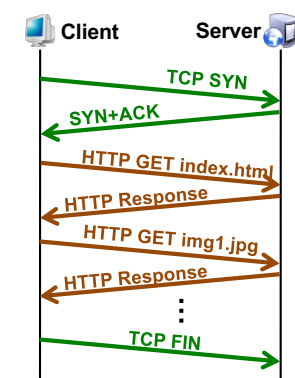 Client
Server
TCP SYN
SYN+ACK
HTTP GET index.html
HTTP Response
HTTP GET img1.jpg
HTTP Response
⋮
TCP FIN